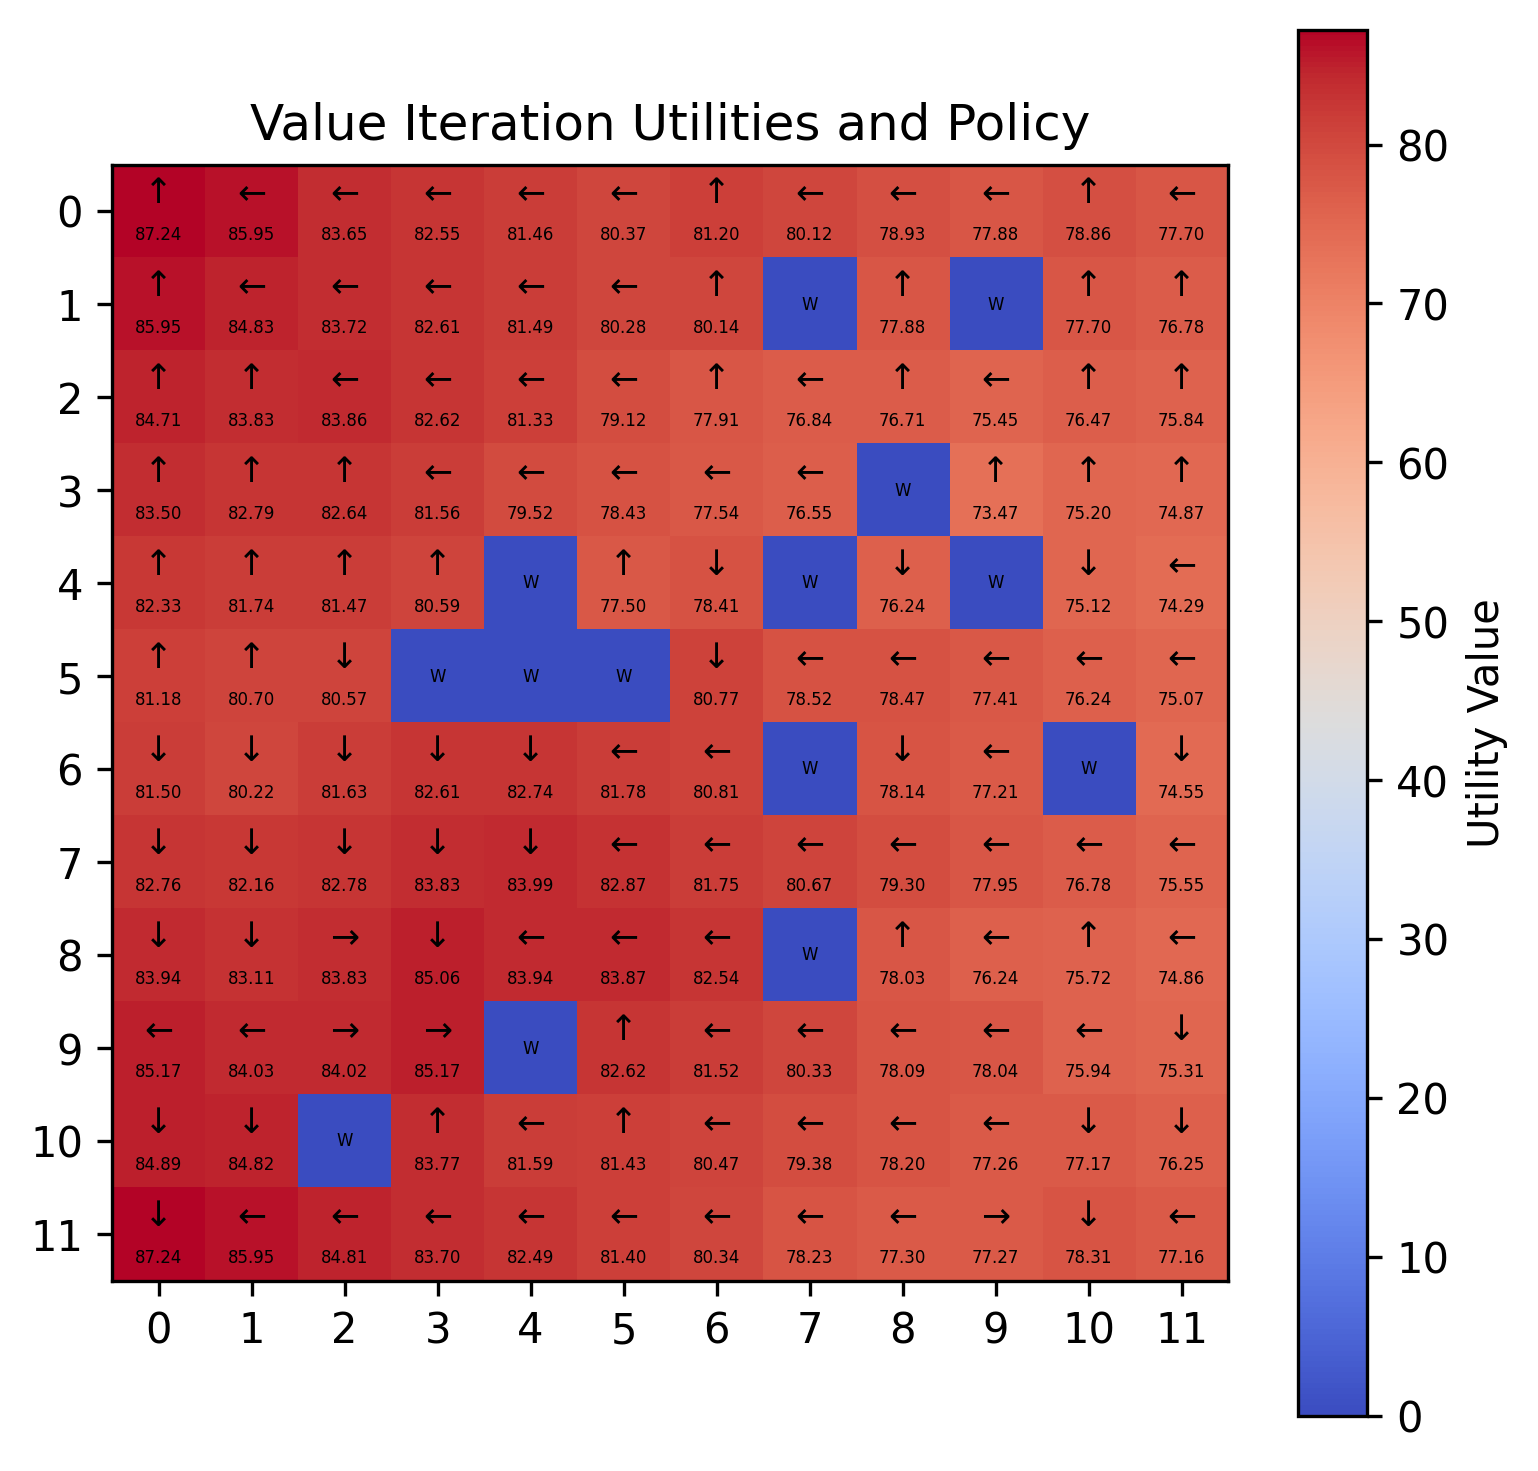 Value Iteration Utilities and Policy
0 ↑ ← ← ← ← ← ↑ ← ← ← ↑ ←
87.24 85.95 83.65 82.55 81.46 80.37 81.20 80.12 78.93 77.88 78.86 77.70
1 ↑ ← ← ← ← ← ↑ W ↑ W ↑ ↑
85.95 84.83 83.72 82.61 81.49 80.28 80.14 77.88 77.70 76.78
2 ↑ ↑ ← ← ← ← ↑ ← ↑ ← ↑ ↑
84.71 83.83 83.86 82.62 81.33 79.12 77.91 76.84 76.71 75.45 76.47 75.84
3 ↑ ↑ ↑ ← ← ← ← ← W ↑ ↑ ↑
83.50 82.79 82.64 81.56 79.52 78.43 77.54 76.55 73.47 75.20 74.87
4 ↑ ↑ ↑ ↑ W ↑ ↓ W ↓ W ↓ ←
82.33 81.74 81.47 80.59 77.50 78.41 76.24 75.12 74.29
5 ↑ ↑ ↓ W W W ↓ ← ← ← ← ←
81.18 80.70 80.57 80.77 78.52 78.47 77.41 76.24 75.07
6 ↓ ↓ ↓ ↓ ↓ ← ← W ↓ ← W ↓
81.50 80.22 81.63 82.61 82.74 81.78 80.81 78.14 77.21 74.55
7 ↓ ↓ ↓ ↓ ↓ ← ← ← ← ← ← ←
82.76 82.16 82.78 83.83 83.99 82.87 81.75 80.67 79.30 77.95 76.78 75.55
8 ↓ ↓ → ↓ ← ← ← W ↑ ← ↑ ←
83.94 83.11 83.83 85.06 83.94 83.87 82.54 78.03 76.24 75.72 74.86
9 ← ← → → W ↑ ← ← ← ← ← ↓
85.17 84.03 84.02 85.17 82.62 81.52 80.33 78.09 78.04 75.94 75.31
10 ↓ ↓ W ↑ ← ↑ ← ← ← ← ↓ ↓
84.89 84.82 83.77 81.59 81.43 80.47 79.38 78.20 77.26 77.17 76.25
11 ↓ ← ← ← ← ← ← ← ← → ↓ ←
87.24 85.95 84.81 83.70 82.49 81.40 80.34 78.23 77.30 77.27 78.31 77.16
0 1 2 3 4 5 6 7 8 9 10 11
80
70
60
50
40
30
20
10
0
Utility Value